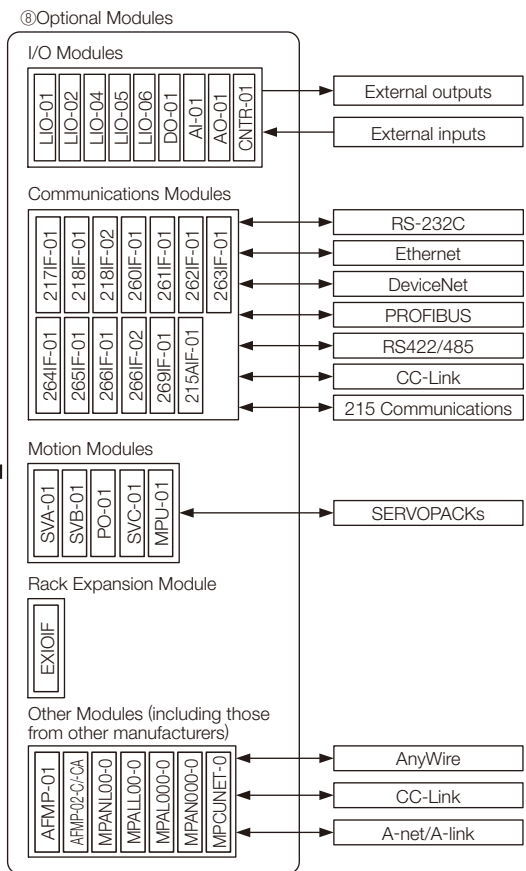 ⑧Optional Modules
I/O Modules
LIO-01
LIO-02
LIO-04
LIO-05
LIO-06
DO-01
AI-01
AO-01
CNTR-01
External outputs
External inputs
Communications Modules
217IF-01
218IF-01
218IF-02
260IF-01
261IF-01
262IF-01
263IF-01
264IF-01
265IF-01
266IF-01
266IF-02
269IF-01
215AIF-01
RS-232C
Ethernet
DeviceNet
PROFIBUS
RS422/485
CC-Link
215 Communications
Motion Modules
SVA-01
SVB-01
PO-01
SVC-01
MPU-01
SERVOPACKs
Rack Expansion Module
EXIOIF
Other Modules (including those
from other manufacturers)
AFMP-01
AFMP-02-C/-CA
MPANL00-0
MPALL00-0
MPAL000-0
MPAN000-0
MPCUNET-0
AnyWire
CC-Link
A-net/A-link